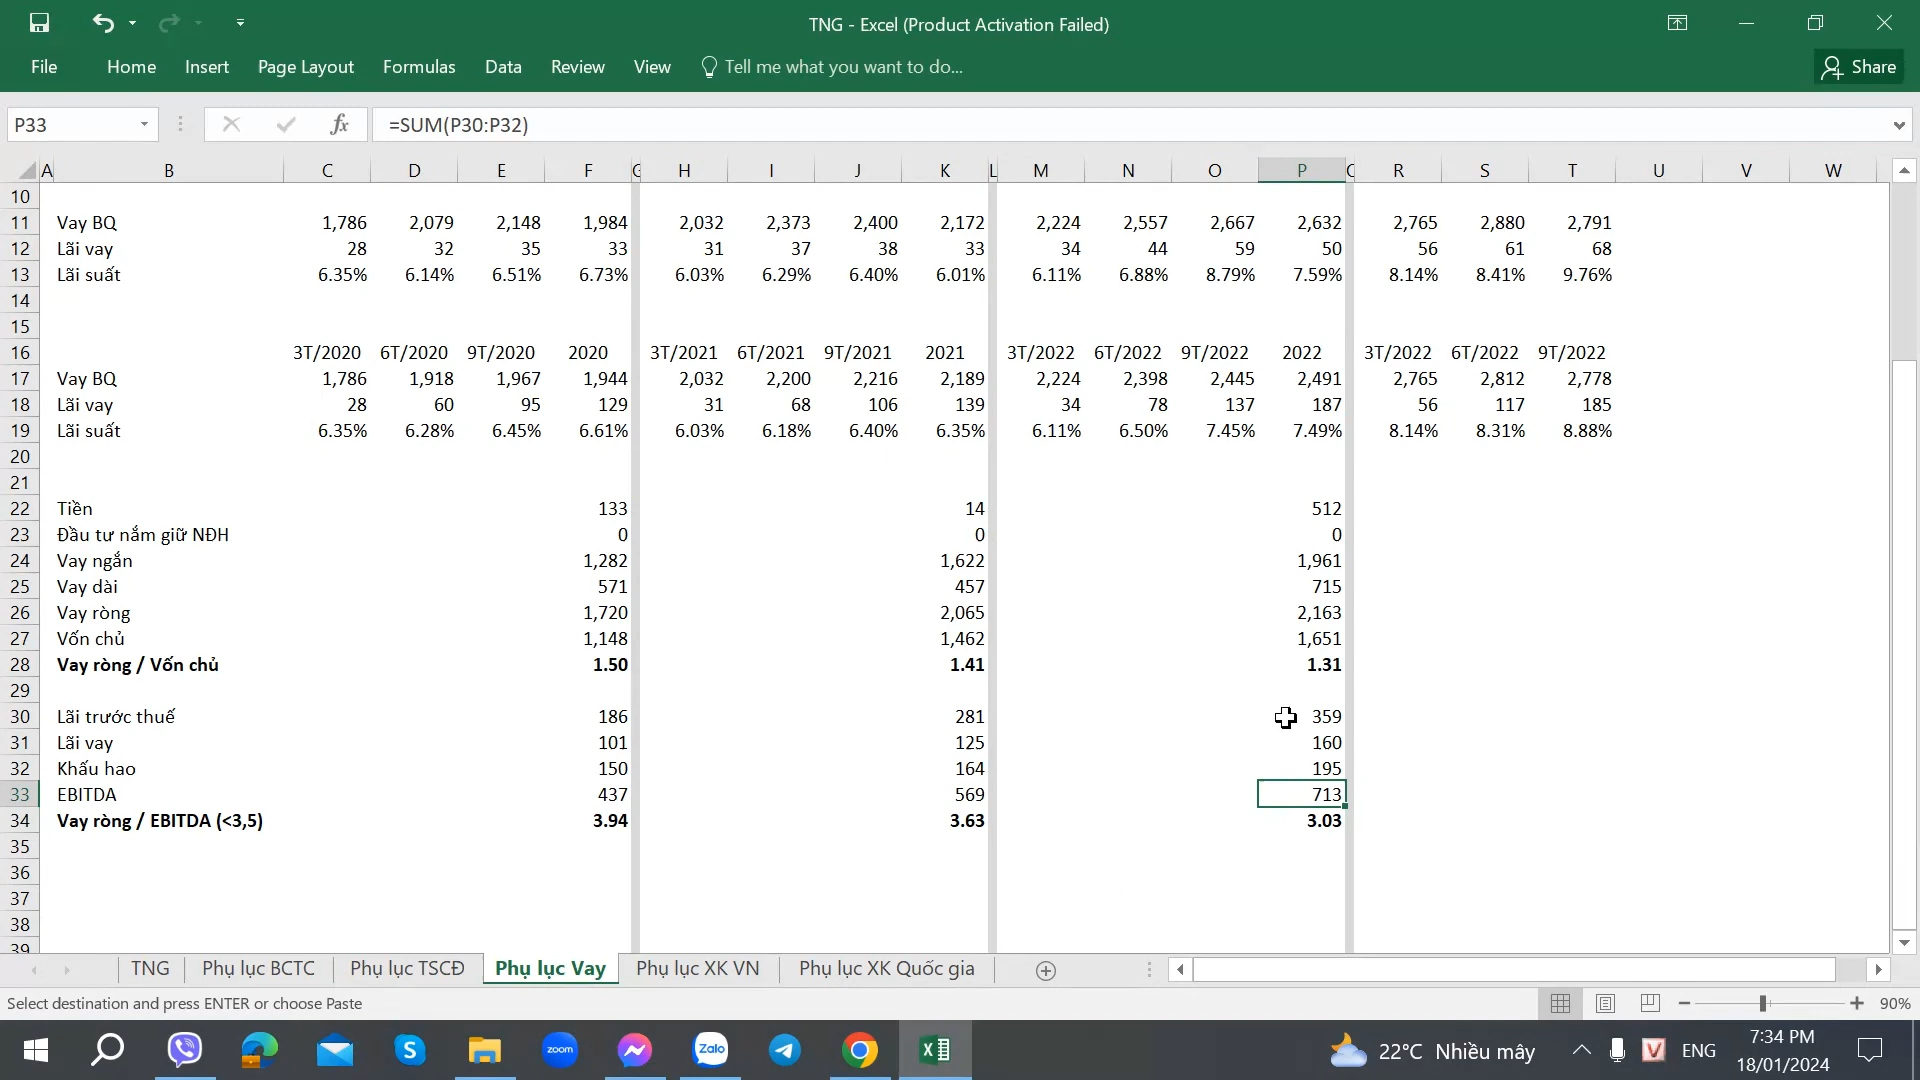 TNG - Excel (Product Activation Failed)
File Home Insert Page Layout Formulas Data Review View Tell me what you want to do... Share
P33 fx =SUM(P30:P32)
A B C D E F G H I J K L M N O P Q R S T U V W
10
11 Vay BQ 1,786 2,079 2,148 1,984 2,032 2,373 2,400 2,172 2,224 2,557 2,667 2,632 2,765 2,880 2,791
12 Lãi vay 28 32 35 33 31 37 38 33 34 44 59 50 56 61 68
13 Lãi suất 6.35% 6.14% 6.51% 6.73% 6.03% 6.29% 6.40% 6.01% 6.11% 6.88% 8.79% 7.59% 8.14% 8.41% 9.76%
14
15
16 3T/2020 6T/2020 9T/2020 2020 3T/2021 6T/2021 9T/2021 2021 3T/2022 6T/2022 9T/2022 2022 3T/2022 6T/2022 9T/2022
17 Vay BQ 1,786 1,918 1,967 1,944 2,032 2,200 2,216 2,189 2,224 2,398 2,445 2,491 2,765 2,812 2,778
18 Lãi vay 28 60 95 129 31 68 106 139 34 78 137 187 56 117 185
19 Lãi suất 6.35% 6.28% 6.45% 6.61% 6.03% 6.18% 6.40% 6.35% 6.11% 6.50% 7.45% 7.49% 8.14% 8.31% 8.88%
20
21
22 Tiền 133 14 512
23 Đầu tư nắm giữ NĐH 0 0 0
24 Vay ngắn 1,282 1,622 1,961
25 Vay dài 571 457 715
26 Vay ròng 1,720 2,065 2,163
27 Vốn chủ 1,148 1,462 1,651
28 Vay ròng / Vốn chủ 1.50 1.41 1.31
29
30 Lãi trước thuế 186 281 359
31 Lãi vay 101 125 160
32 Khấu hao 150 164 195
33 EBITDA 437 569 713
34 Vay ròng / EBITDA (<3,5) 3.94 3.63 3.03
35
36
37
38
39
TNG Phụ lục BCTC Phụ lục TSCĐ Phụ lục Vay Phụ lục XK VN Phụ lục XK Quốc gia
Select destination and press ENTER or choose Paste 90%
zoom Zalo 22°C Nhiều mây ENG 7:34 PM
18/01/2024